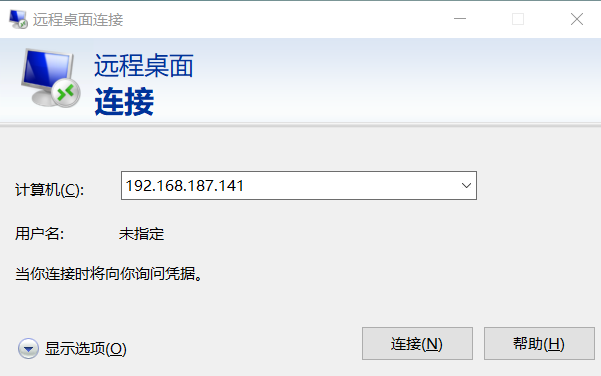 远程桌面连接
远程桌面
连接
计算机(C):
192.168.187.141
用户名:
未指定
当你连接时将向你询问凭据。
显示选项(O)
连接(N)
帮助(H)